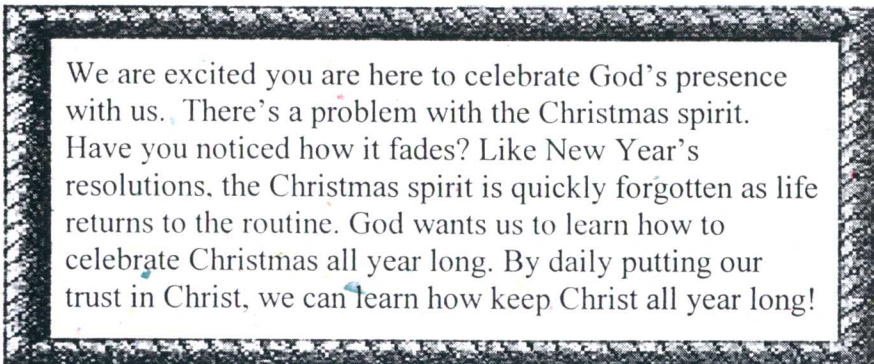 We are excited you are here to celebrate God's presence
with us.  There's a problem with the Christmas spirit.
Have you noticed how it fades? Like New Year's
resolutions, the Christmas spirit is quickly forgotten as life
returns to the routine. God wants us to learn how to
celebrate Christmas all year long. By daily putting our
trust in Christ, we can learn how keep Christ all year long!